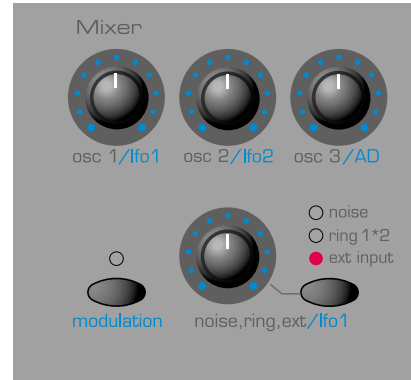 Mixer
osc 1/lfo1 osc 2/lfo2 osc 3/AD
noise
ring 1*2
ext input
modulation noise,ring,ext/lfo1